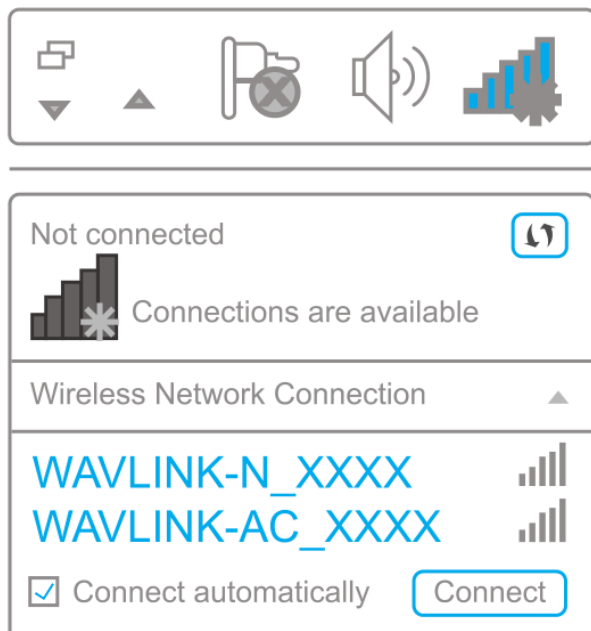 Not connected
Connections are available
Wireless Network Connection
WAVLINK-N_XXXX
WAVLINK-AC_XXXX
Connect automatically
Connect